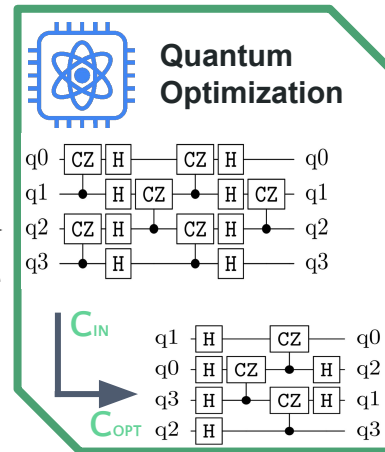 Quantum
Optimization
q0 CZ H CZ H q0
q1 H CZ H CZ q1
q2 CZ H CZ H q2
q3 H H q3
CIN
q1 H CZ q0
q0 H CZ H q2
q3 H CZ H q1
COPT
q2 H q3